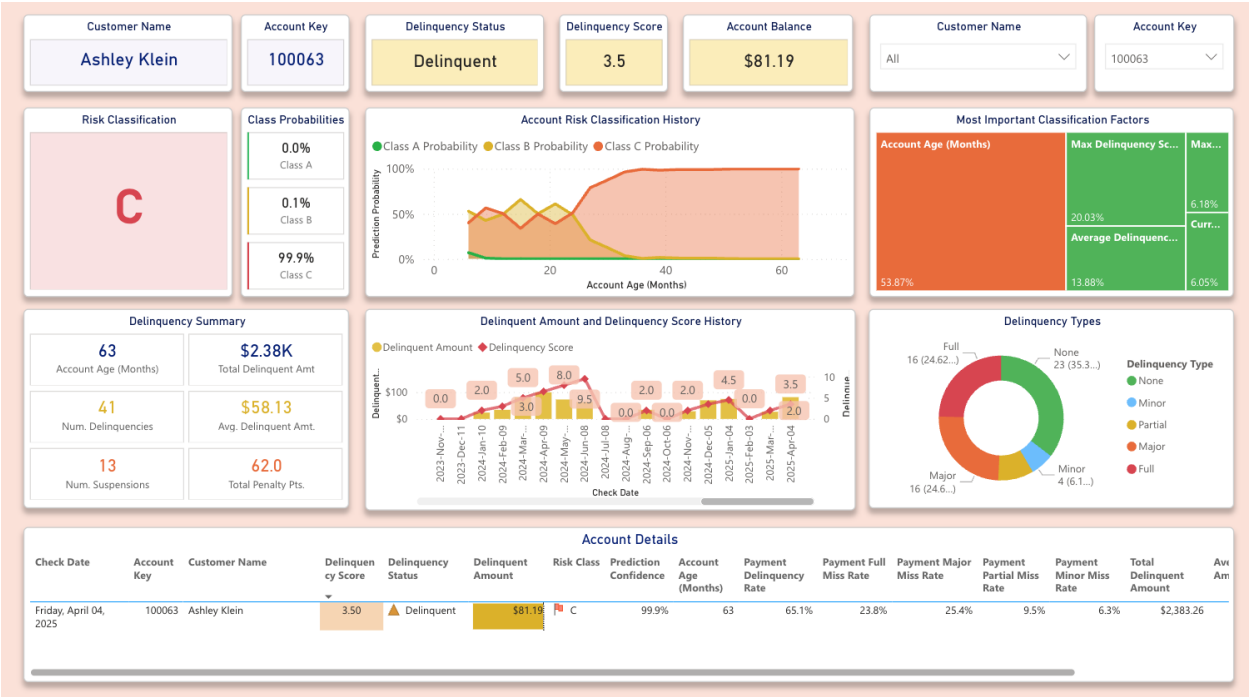 Customer Name
Ashley Klein
Account Key
100063
Delinquency Status
Delinquent
Delinquency Score
3.5
Account Balance
$81.19
Customer Name
All
Account Key
100063
Risk Classification
C
Class Probabilities
0.0%
Class A
0.1%
Class B
99.9%
Class C
Account Risk Classification History
Class A Probability Class B Probability Class C Probability
Prediction Probability
100%
50%
0%
0 20 40 60
Account Age (Months)
Most Important Classification Factors
Account Age (Months)
53.87%
Max Delinquency Sc...
20.03%
Average Delinquenc...
13.88%
Max...
6.18%
Curr...
6.05%
Delinquency Summary
63
Account Age (Months)
$2.38K
Total Delinquent Amt
41
Num. Delinquencies
$58.13
Avg. Delinquent Amt.
13
Num. Suspensions
62.0
Total Penalty Pts.
Delinquent Amount and Delinquency Score History
Delinquent Amount Delinquency Score
Delinquent...
$100
$0
0.0
2.0
5.0
3.0
8.0
9.5
0.0
2.0
0.0
2.0
4.5
0.0
3.5
2.0
10
5
0
2023-Nov-...
2023-Dec-11
2024-Jan-10
2024-Feb-09
2024-Mar-...
2024-Apr-09
2024-May-...
2024-Jun-08
2024-Jul-08
2024-Aug-...
2024-Sep-06
2024-Oct-06
2024-Nov-...
2024-Dec-05
2025-Jan-04
2025-Feb-03
2025-Mar-...
2025-Apr-04
Check Date
Delinquency Types
Full
16 (24.62...)
None
23 (35.3...)
Major
16 (24.6...)
Minor
4 (6.1...)
Delinquency Type
None
Minor
Partial
Major
Full
Account Details
Check Date
Account
Key
Customer Name
Delinquen
cy Score
Delinquency
Status
Delinquent
Amount
Risk Class
Prediction
Confidence
Account
Age
(Months)
Payment
Delinquency
Rate
Payment Full
Miss Rate
Payment Major
Miss Rate
Payment
Partial Miss
Rate
Payment
Minor Miss
Rate
Total
Delinquent
Amount
Friday, April 04,
2025
100063 Ashley Klein 3.50 Delinquent $81.19 C 99.9% 63 65.1% 23.8% 25.4% 9.5% 6.3% $2,383.26